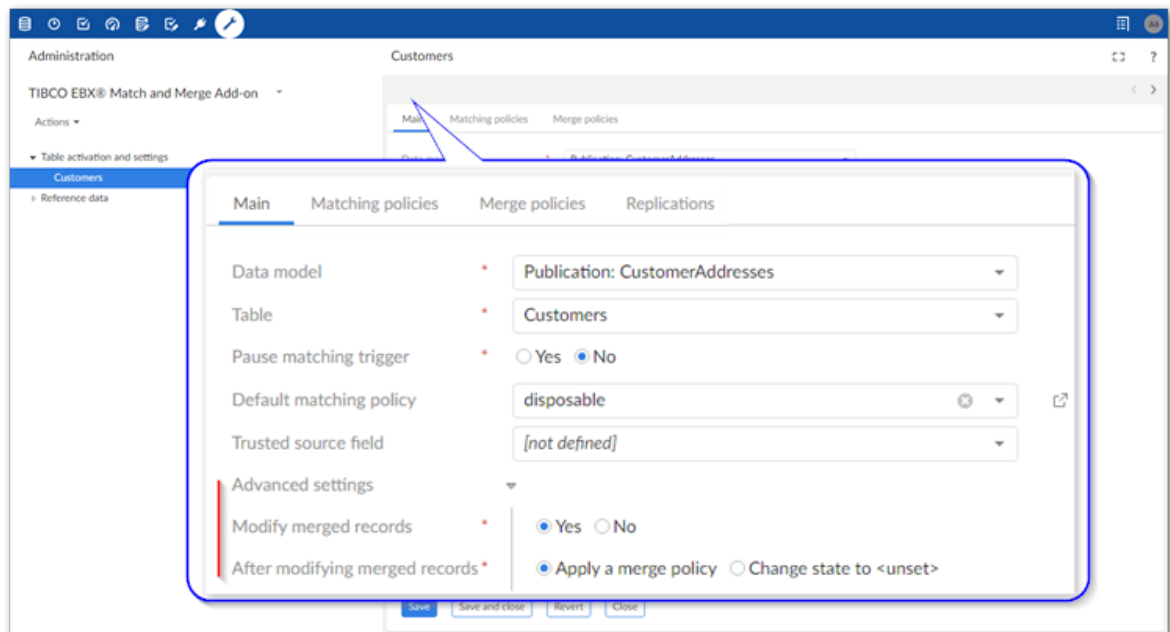 Administration
Customers
?
TIBCO EBX® Match and Merge Add-on
Actions
Main Matching policies Merge policies
Table activation and settings
Customers
Reference data
Main Matching policies Merge policies Replications
Data model * Publication: CustomerAddresses
Table * Customers
Pause matching trigger * Yes No
Default matching policy disposable
Trusted source field [not defined]
Advanced settings
Modify merged records * Yes No
After modifying merged records * Apply a merge policy Change state to <unset>
Save Save and close Revert Close